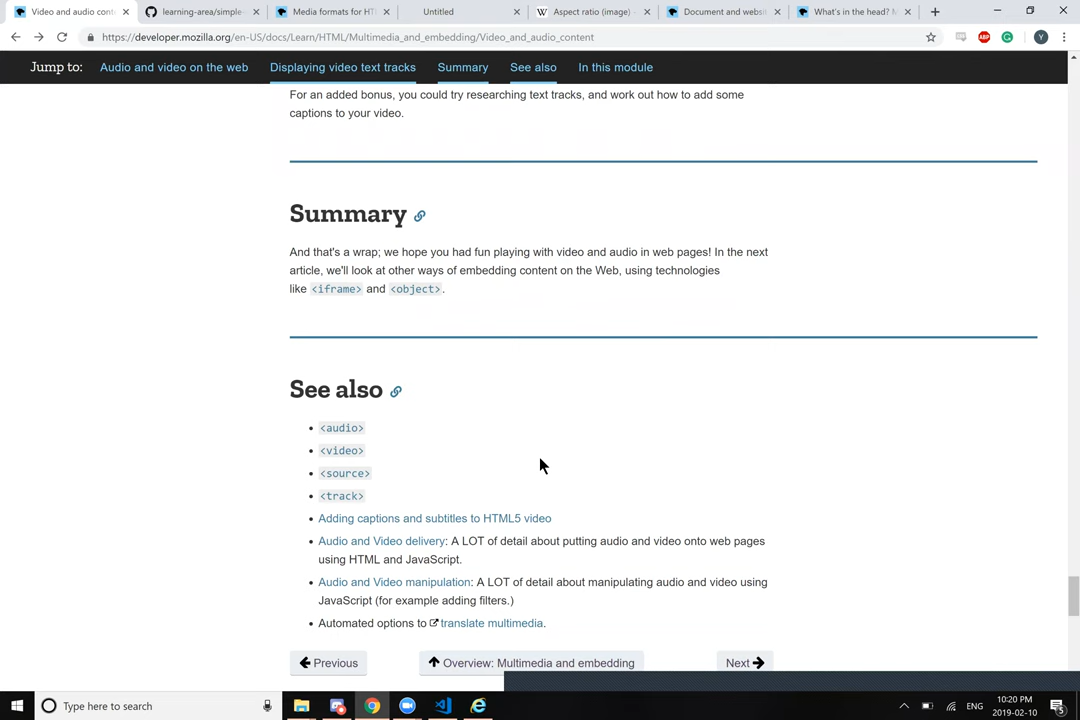 Video and audio cont
learning-area/simple-
Media formats for HT
Untitled
Aspect ratio (image) -
Document and websit
What's in the head? M
https://developer.mozilla.org/en-US/docs/Learn/HTML/Multimedia_and_embedding/Video_and_audio_content
Jump to: Audio and video on the web Displaying video text tracks Summary See also In this module
For an added bonus, you could try researching text tracks, and work out how to add some
captions to your video.
Summary
And that's a wrap; we hope you had fun playing with video and audio in web pages! In the next
article, we'll look at other ways of embedding content on the Web, using technologies
like <iframe> and <object>.
See also
<audio>
<video>
<source>
<track>
Adding captions and subtitles to HTML5 video
Audio and Video delivery: A LOT of detail about putting audio and video onto web pages
using HTML and JavaScript.
Audio and Video manipulation: A LOT of detail about manipulating audio and video using
JavaScript (for example adding filters.)
Automated options to translate multimedia.
Previous
Overview: Multimedia and embedding
Next
Type here to search
ENG
10:20 PM
2019-02-10